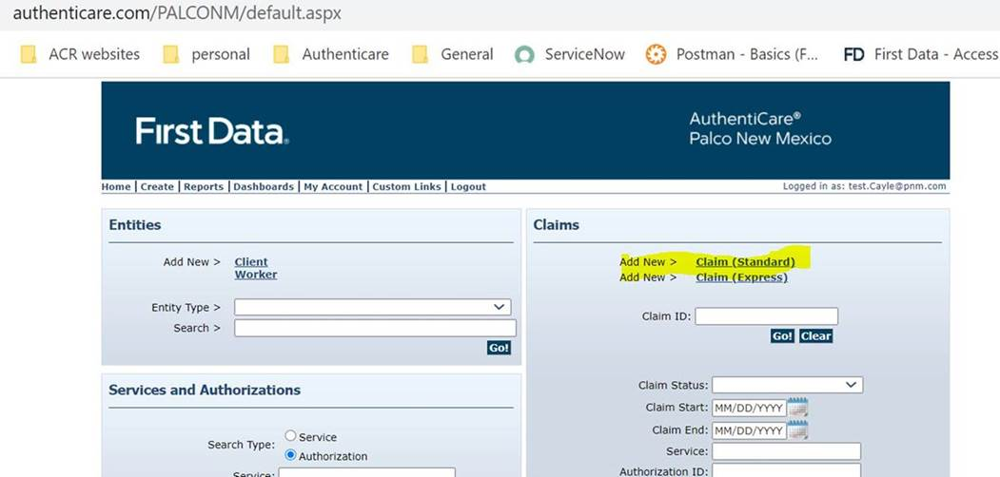 authenticare.com/PALCONM/default.aspx
ACR websites personal Authenticare General ServiceNow Postman - Basics (F... FD First Data - Access
First Data.
AuthentiCare®
Palco New Mexico
Home | Create | Reports | Dashboards | My Account | Custom Links | Logout
Logged in as: test.Cayle@pnm.com
Entities
Add New > Client
Worker
Entity Type >
Search >
Go!
Services and Authorizations
Search Type: Service
Authorization
Service:
Claims
Add New > Claim (Standard)
Add New > Claim (Express)
Claim ID:
Go! Clear
Claim Status:
Claim Start: MM/DD/YYYY
Claim End: MM/DD/YYYY
Service:
Authorization ID: